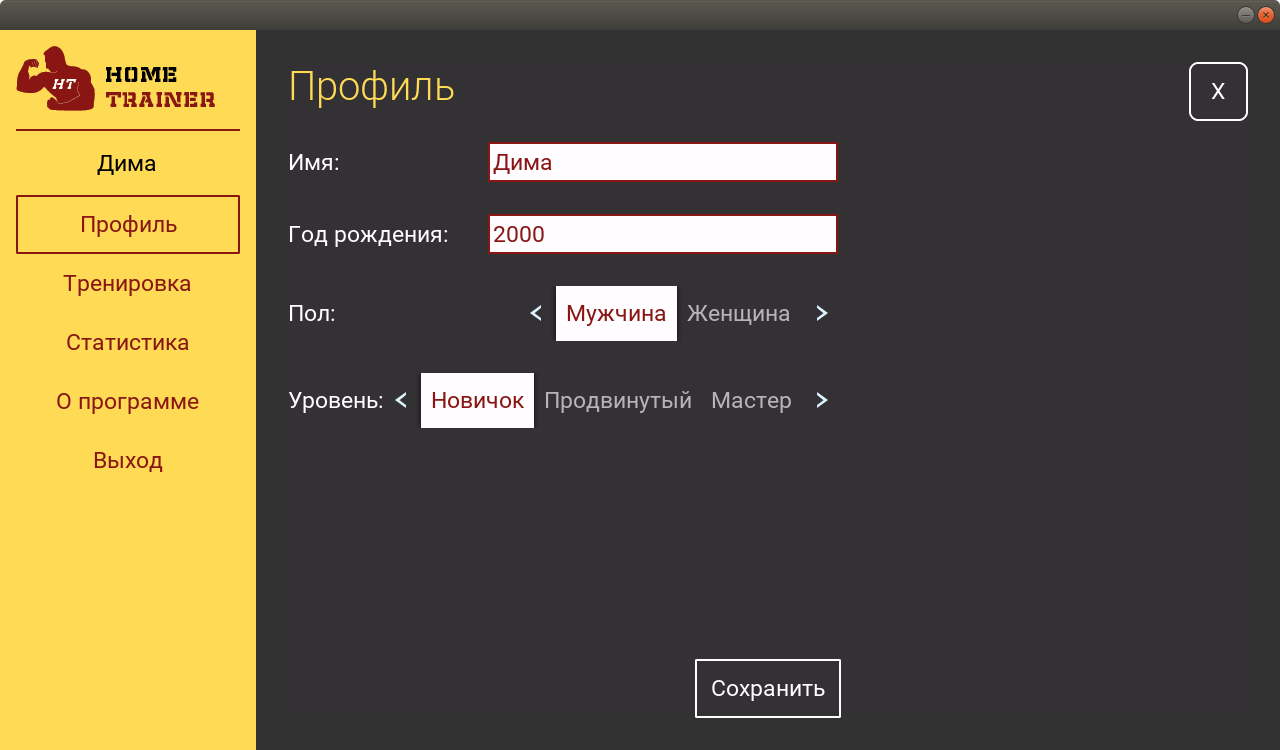 HT
HOME
TRAINER
Дима
Профиль
Тренировка
Статистика
О программе
Выход
Профиль
X
Имя: Дима
Год рождения: 2000
Пол: < Мужчина Женщина >
Уровень: < Новичок Продвинутый Мастер >
Сохранить